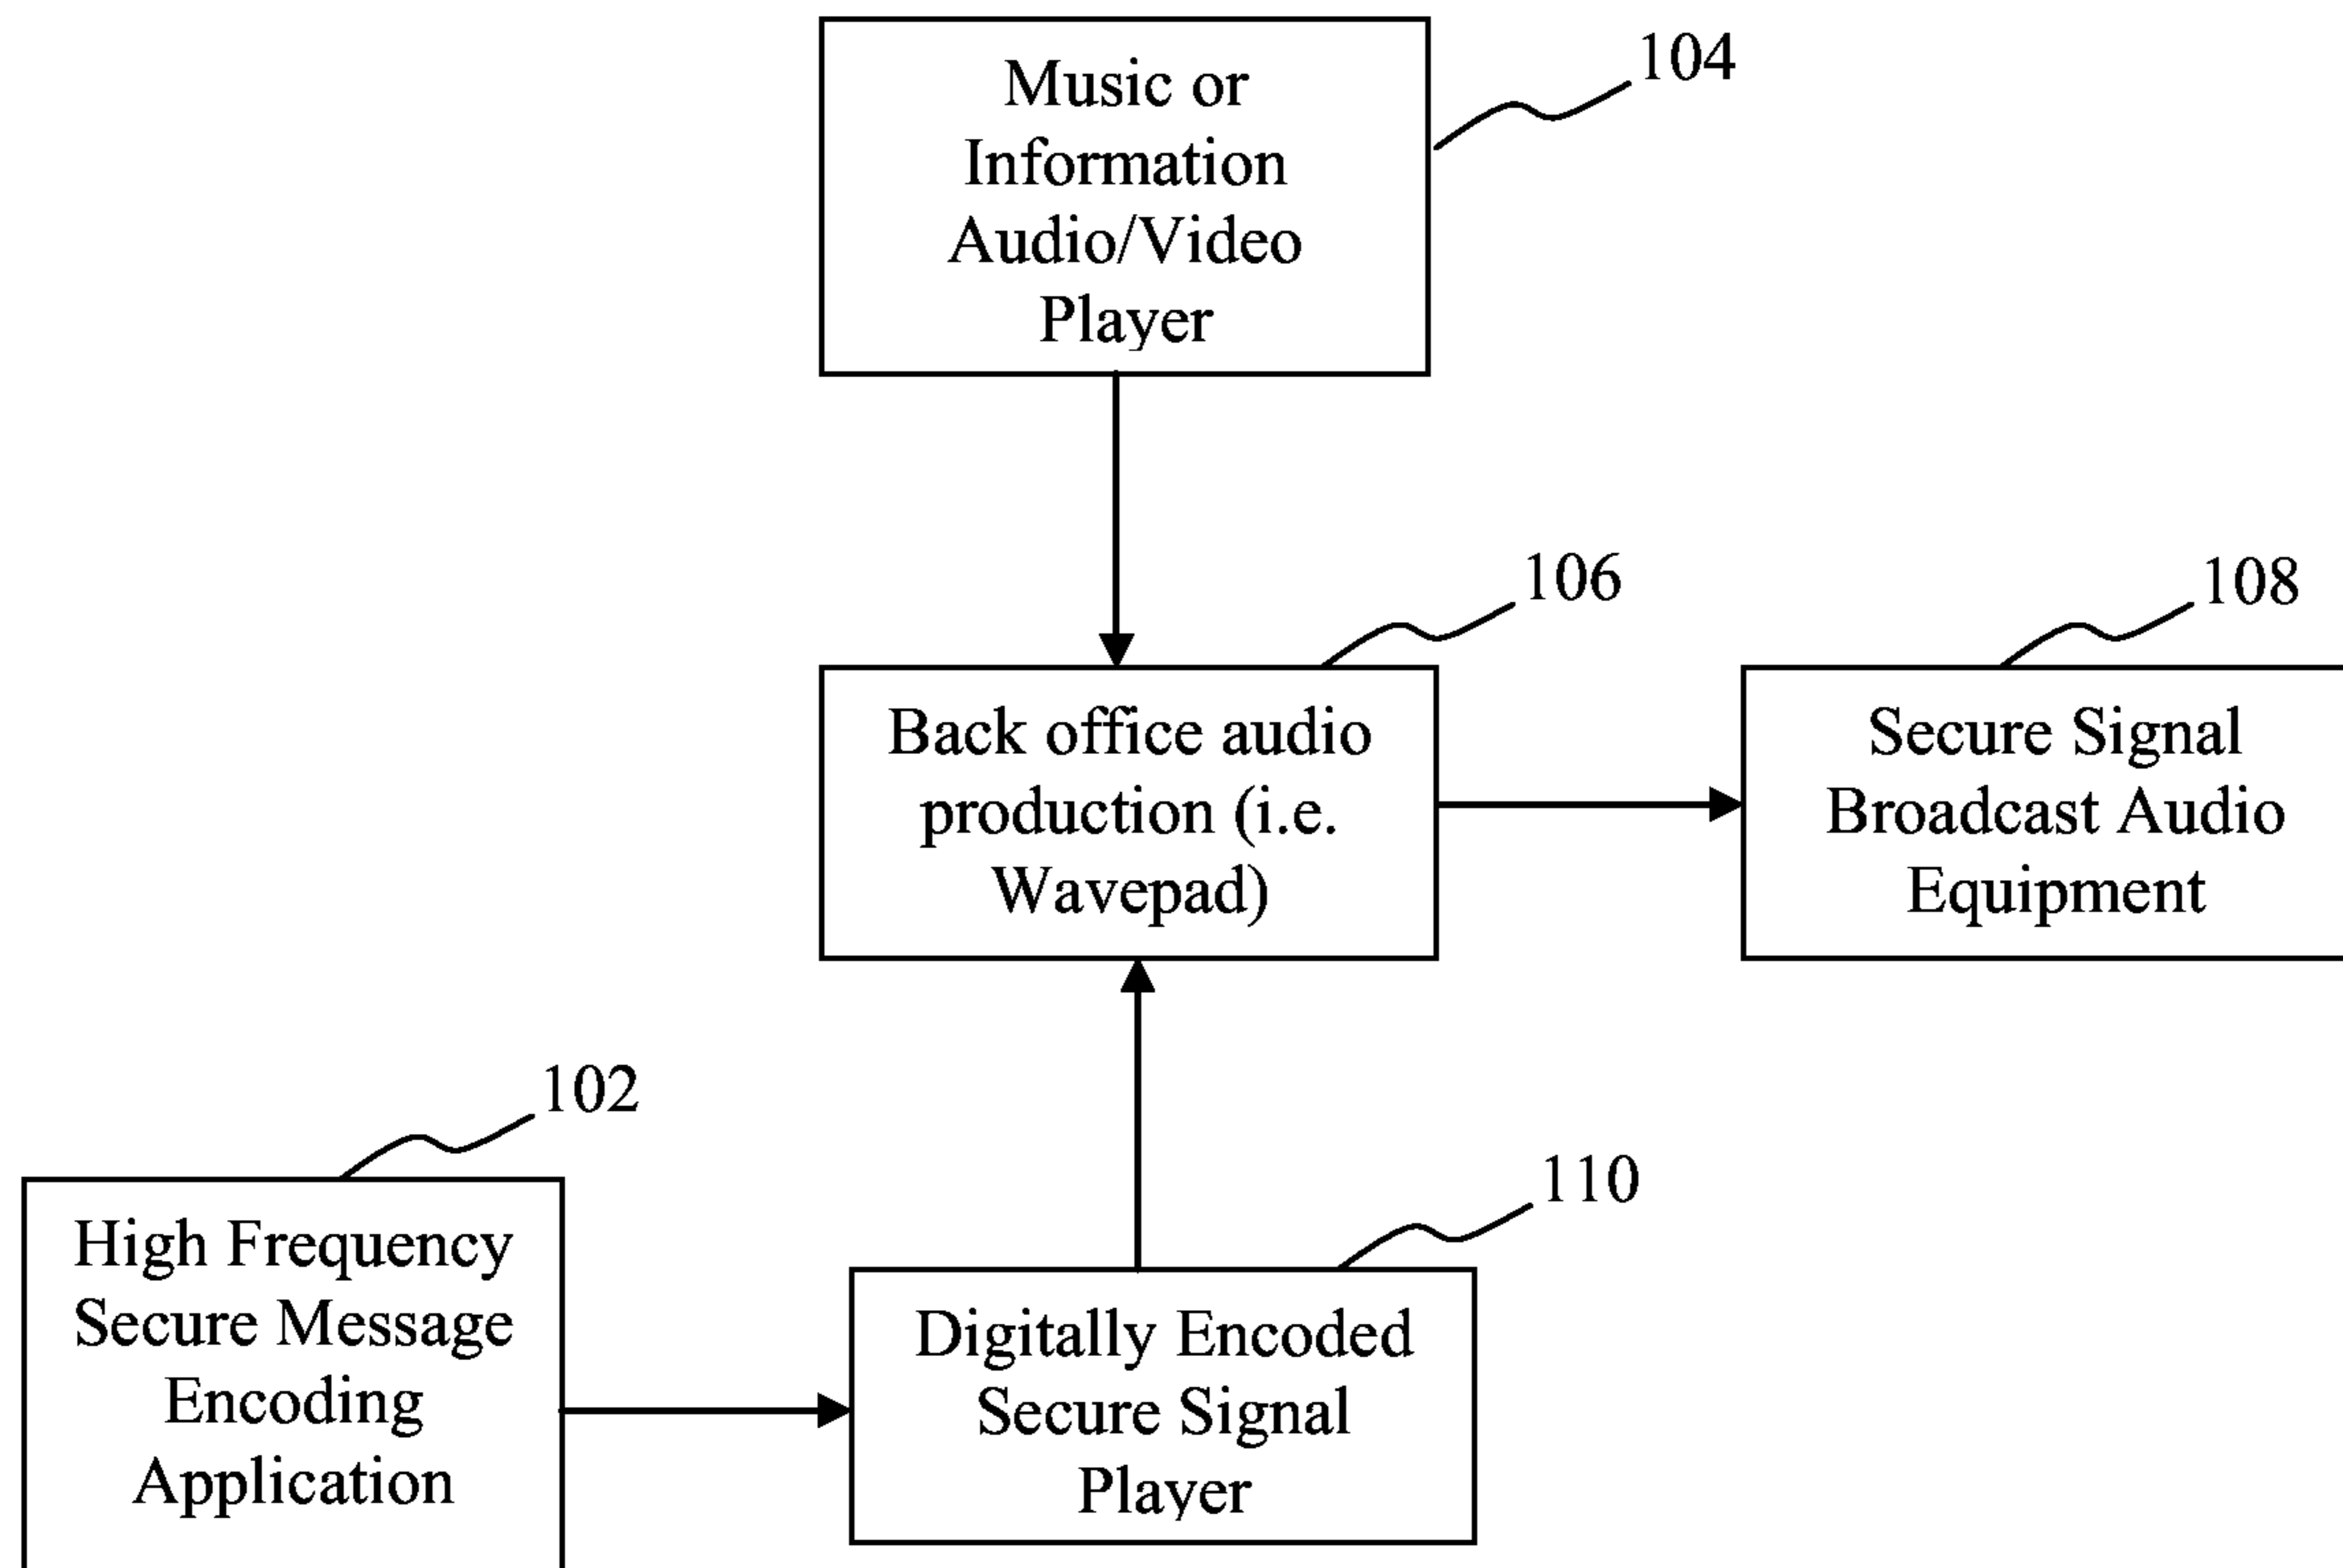 Music or
Information
Audio/Video
Player
104
106
Back office audio
production (i.e.
Wavepad)
108
Secure Signal
Broadcast Audio
Equipment
102
High Frequency
Secure Message
Encoding
Application
110
Digitally Encoded
Secure Signal
Player